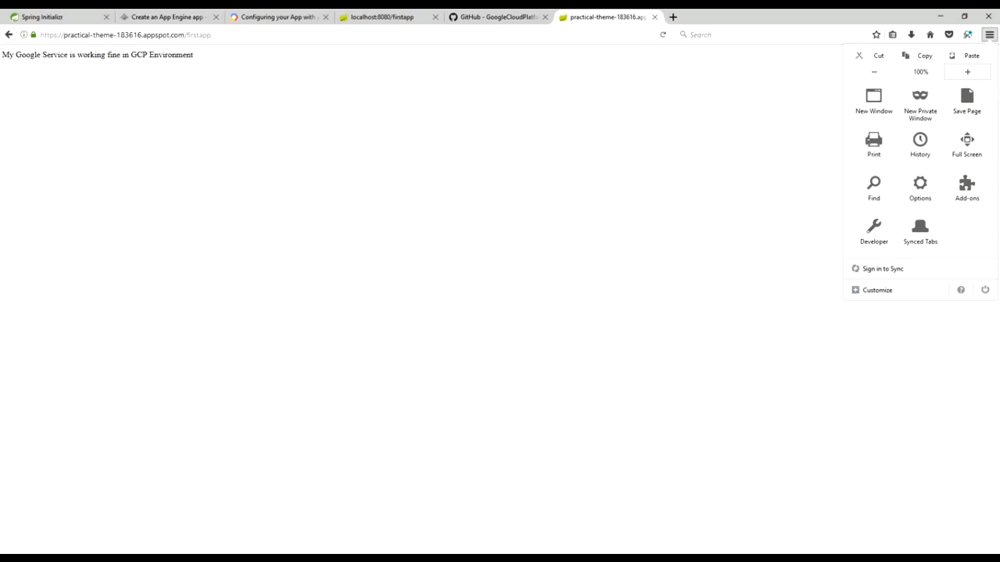 Spring Initializr
Create an App Engine app -
Configuring your App with a
localhost:8080/firstapp
GitHub - GoogleCloudPlatfo
practical-theme-183616.app
https://practical-theme-183616.appspot.com/firstapp
Search
My Google Service is working fine in GCP Environment
Cut Copy Paste
− 100% +
New Window New Private Window Save Page
Print History Full Screen
Find Options Add-ons
Developer Synced Tabs
Sign in to Sync
Customize